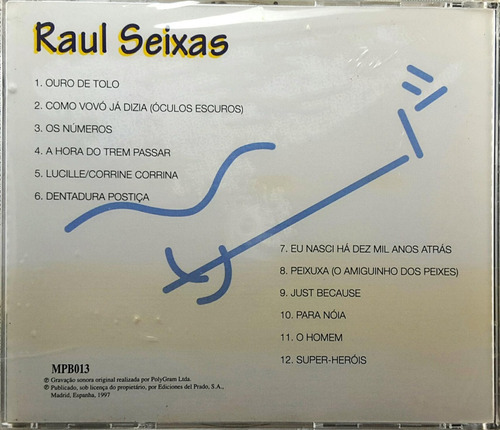 Raul Seixas
1. OURO DE TOLO
2. COMO VOVÓ JÁ DIZIA (ÓCULOS ESCUROS)
3. OS NÚMEROS
4. A HORA DO TREM PASSAR
5. LUCILLE/CORRINE CORRINA
6. DENTADURA POSTIÇA
7. EU NASCI HÁ DEZ MIL ANOS ATRÁS
8. PEIXUXA (O AMIGUINHO DOS PEIXES)
9. JUST BECAUSE
10. PARA NÓIA
11. O HOMEM
12. SUPER-HERÓIS
MPB013
℗ Gravação sonora original realizada por PolyGram Ltda.
℗ Publicado, sob licença do propietário, por Ediciones del Prado, S.A.,
Madrid, Espanha, 1997